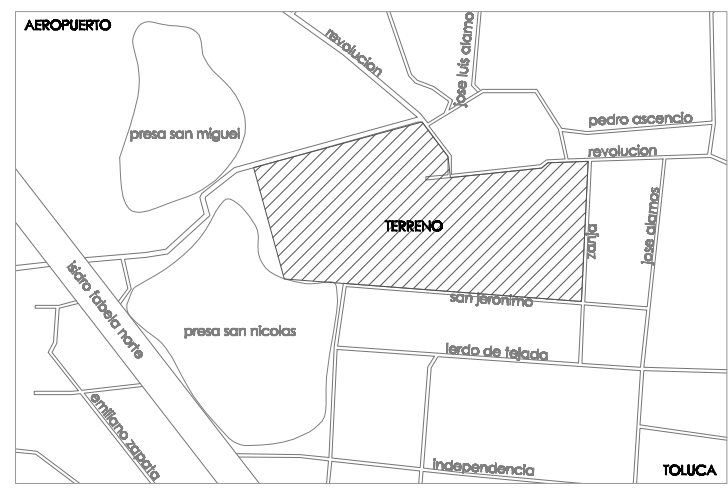 AEROPUERTO
revolucion
jose luis alamo
presa san miguel
pedro ascencio
revolucion
TERRENO
zanja
jose alamos
isidro fabela norte
san jeronimo
presa san nicolas
lerdo de tejada
emiliano zapata
independencia
TOLUCA